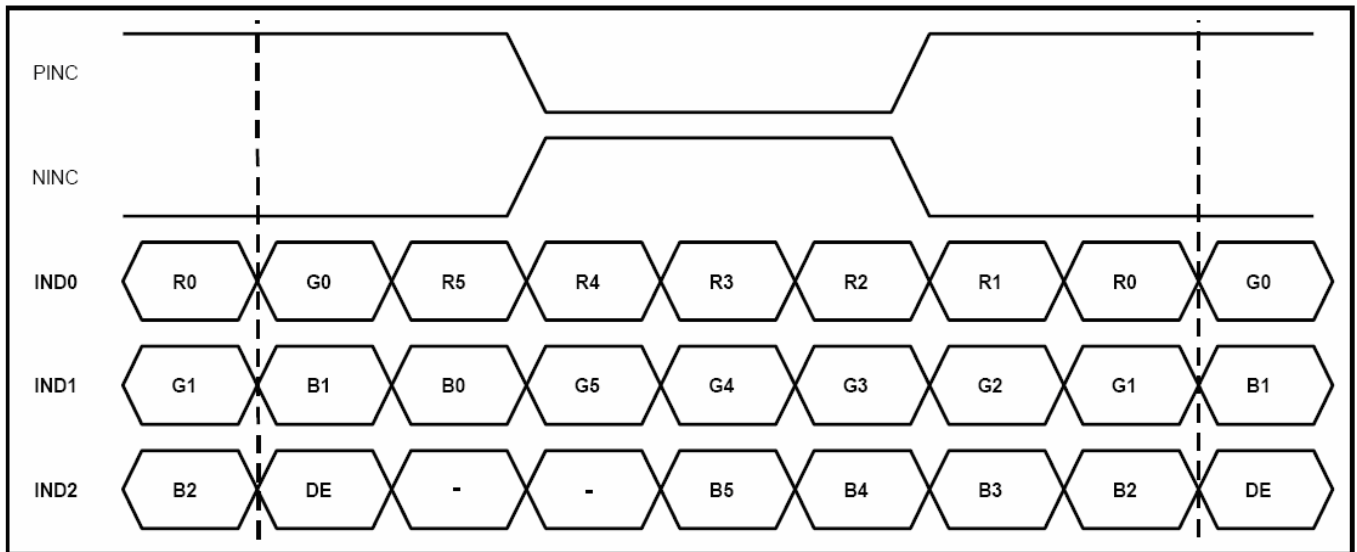 PINC
NINC
IND0 R0 G0 R5 R4 R3 R2 R1 R0 G0
IND1 G1 B1 B0 G5 G4 G3 G2 G1 B1
IND2 B2 DE - - B5 B4 B3 B2 DE